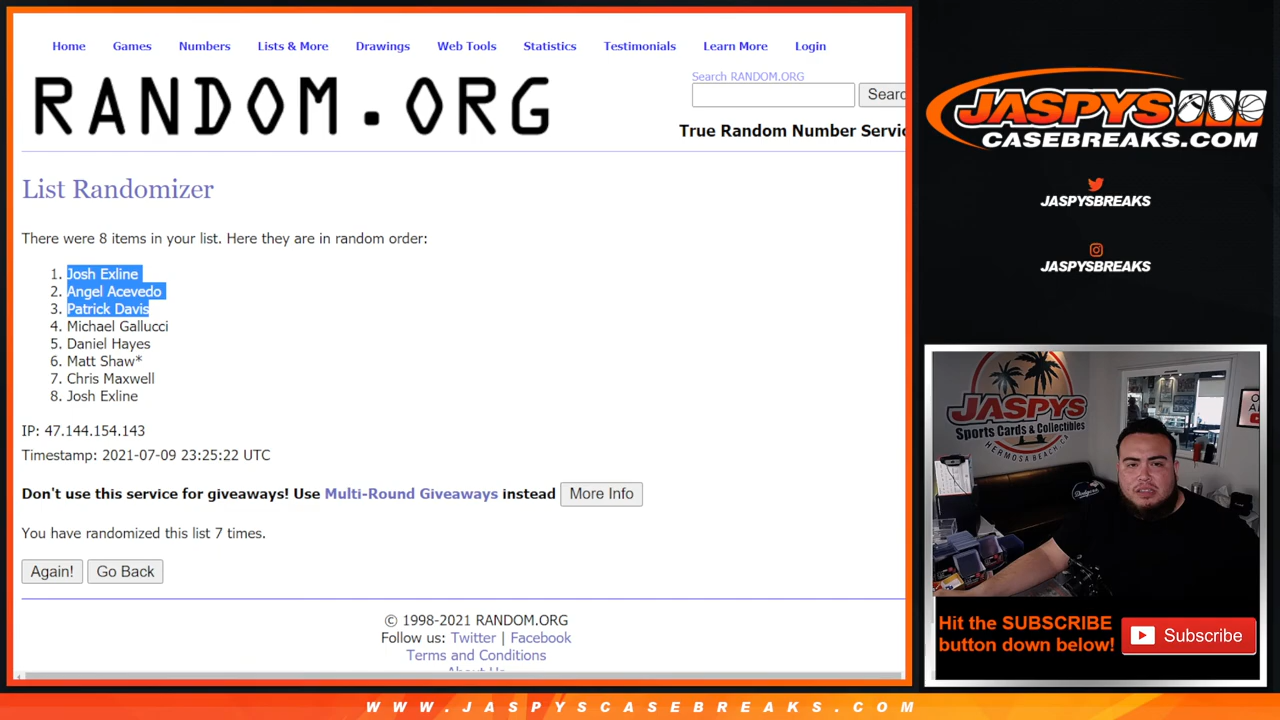 Home Games Numbers Lists & More Drawings Web Tools Statistics Testimonials Learn More Login
Search RANDOM.ORG
RANDOM.ORG
Searc
True Random Number Servic
List Randomizer
There were 8 items in your list. Here they are in random order:
1. Josh Exline
2. Angel Acevedo
3. Patrick Davis
4. Michael Gallucci
5. Daniel Hayes
6. Matt Shaw*
7. Chris Maxwell
8. Josh Exline
IP: 47.144.154.143
Timestamp: 2021-07-09 23:25:22 UTC
Don't use this service for giveaways! Use Multi-Round Giveaways instead More Info
You have randomized this list 7 times.
Again! Go Back
© 1998-2021 RANDOM.ORG
Follow us: Twitter | Facebook
Terms and Conditions
About Us
JASPYS
CASEBREAKS.COM
JASPYSBREAKS
JASPYSBREAKS
JASPYS
Sports Cards & Collectibles
HERMOSA BEACH, CA
Dodgers
Hit the SUBSCRIBE
button down below!
Subscribe
WWW.JASPYSCASEBREAKS.COM